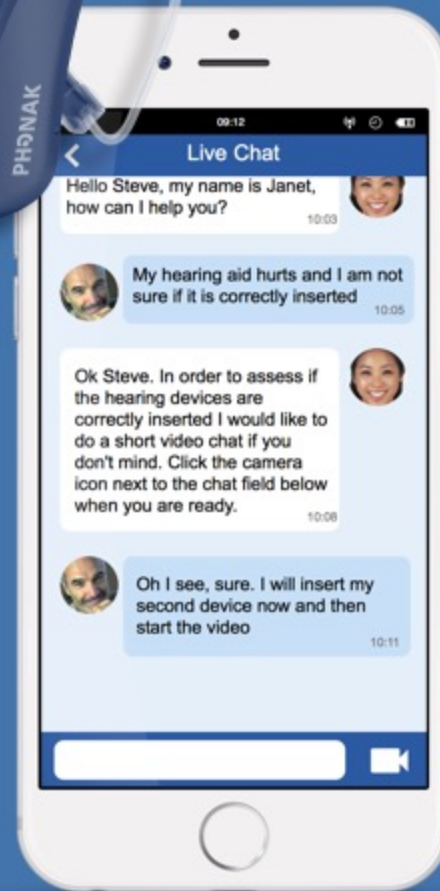 PHONAK
09:12
Live Chat
Hello Steve, my name is Janet,
how can I help you?
10:03
My hearing aid hurts and I am not
sure if it is correctly inserted
10:05
Ok Steve. In order to assess if
the hearing devices are
correctly inserted I would like to
do a short video chat if you
don't mind. Click the camera
icon next to the chat field below
when you are ready.
10:08
Oh I see, sure. I will insert my
second device now and then
start the video
10:11